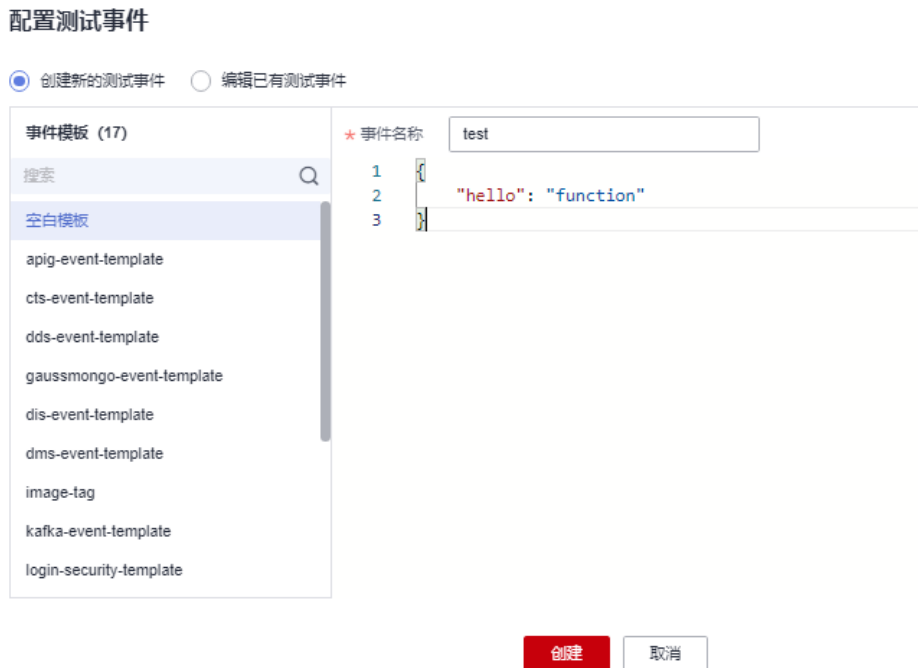 配置测试事件
创建新的测试事件 编辑已有测试事件
事件模板 (17)
搜索
空白模板
apig-event-template
cts-event-template
dds-event-template
gaussmongo-event-template
dis-event-template
dms-event-template
image-tag
kafka-event-template
login-security-template
* 事件名称 test
1 {
2 "hello": "function"
3 }
创建 取消